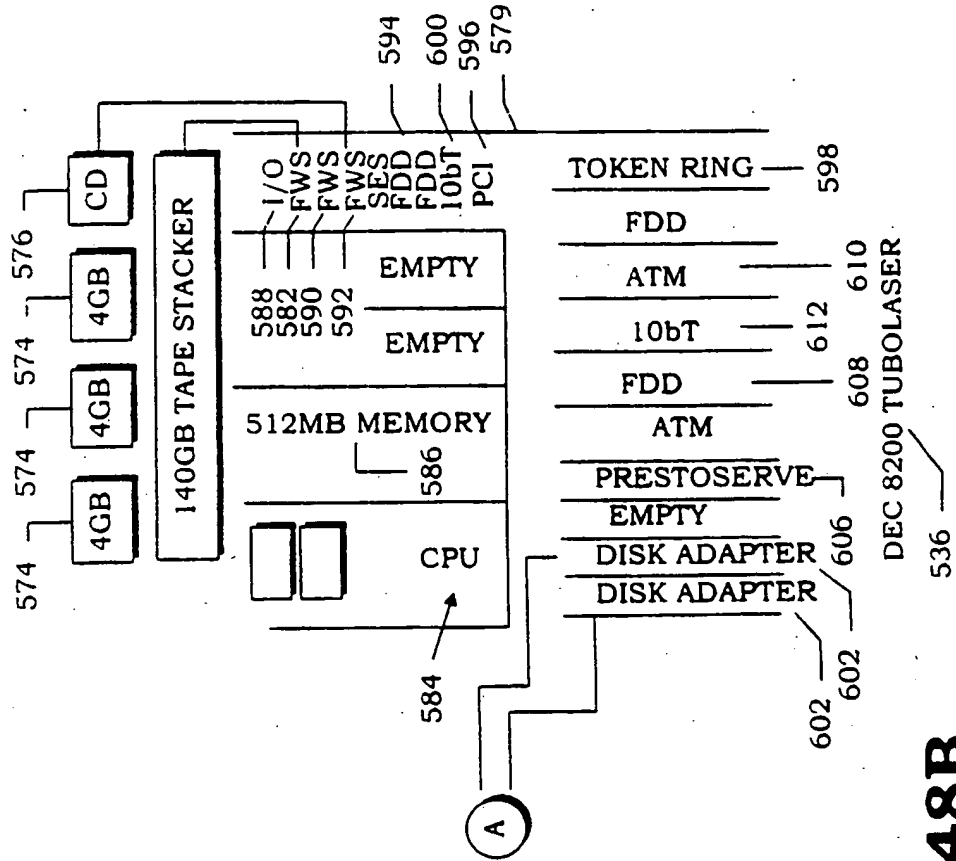 574
574
574
576
4GB
4GB
4GB
CD
140GB TAPE STACKER
584
CPU
512MB MEMORY
586
EMPTY
EMPTY
588
582
590
592
I/O
FWS
FWS
FWS
SES
FDD
FDD
10bT
PCI
594
600
596
579
A
DISK ADAPTER
DISK ADAPTER
EMPTY
PRESTOSERVE
ATM
FDD
10bT
ATM
FDD
TOKEN RING
602
602
606
608
612
610
598
DEC 8200 TUBOLASER
536
48B